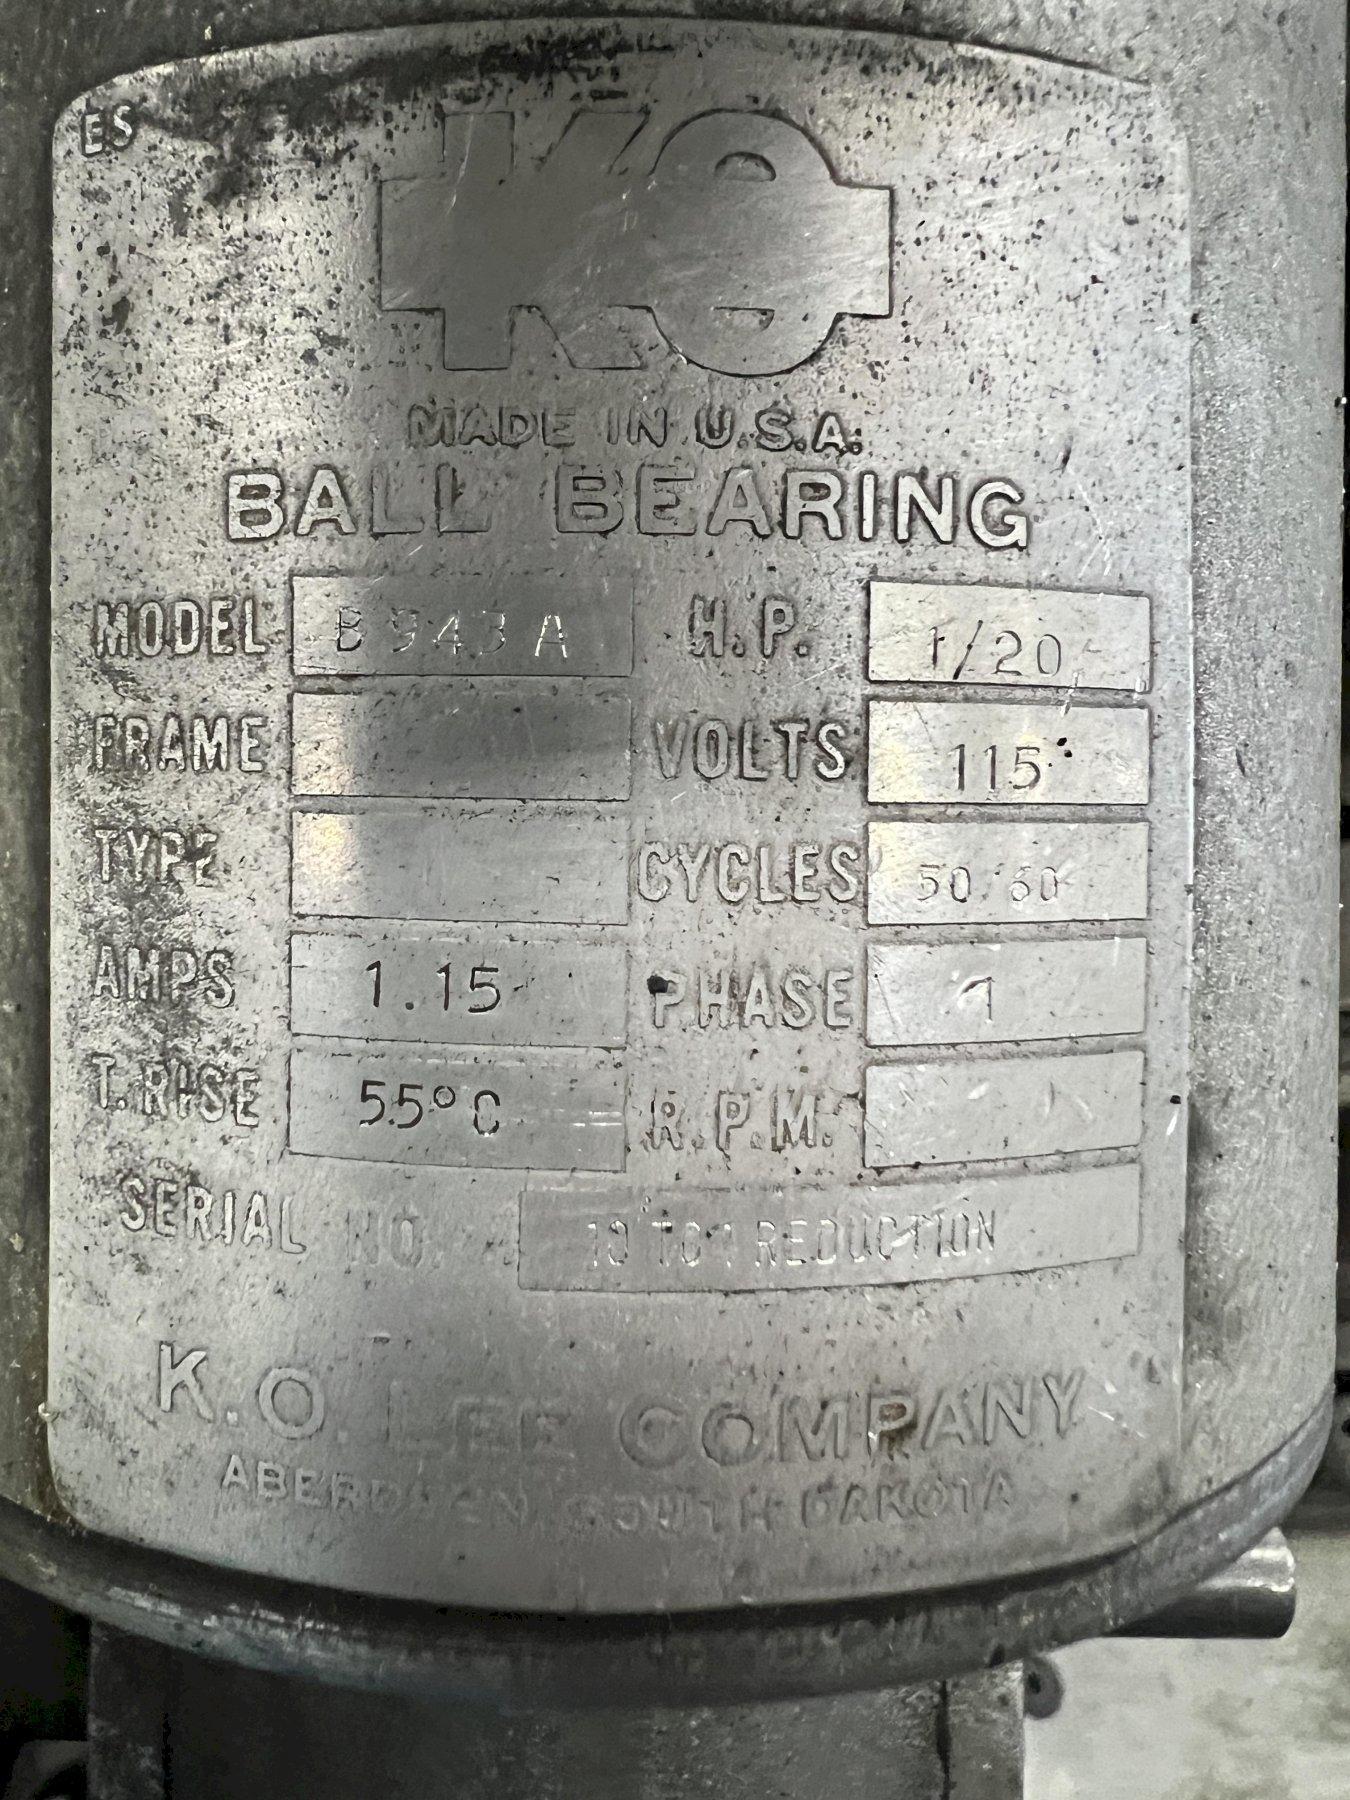 ES
KO
MADE IN U.S.A.
BALL BEARING
MODEL B943A H.P. 1/20
FRAME VOLTS 115
TYPE CYCLES 50/60
AMPS 1.15 PHASE 1
T. RISE 55°C R.P.M.
SERIAL NO. 10 TO 1 REDUCTION
K.O. LEE COMPANY
ABERDEEN, SOUTH DAKOTA